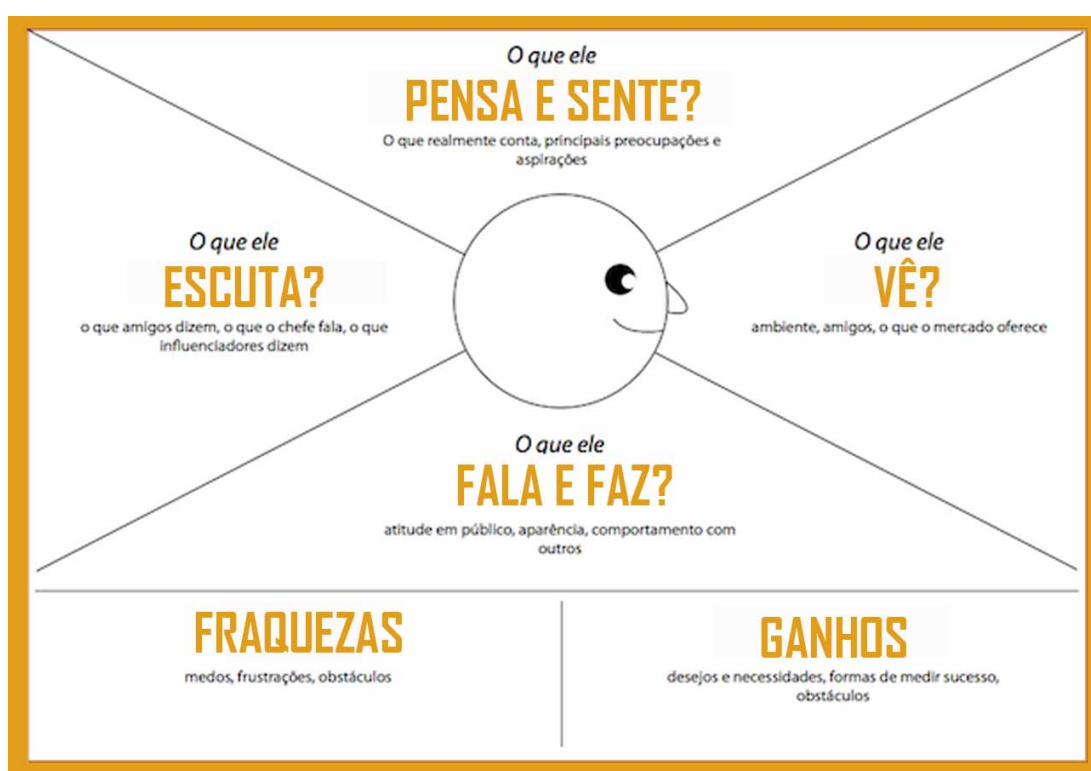 O que ele
PENSA E SENTE?
O que realmente conta, principais preocupações e
aspirações
O que ele
ESCUTA?
o que amigos dizem, o que o chefe fala, o que
influenciadores dizem
O que ele
VÊ?
ambiente, amigos, o que o mercado oferece
O que ele
FALA E FAZ?
atitude em público, aparência, comportamento com
outros
FRAQUEZAS
medos, frustrações, obstáculos
GANHOS
desejos e necessidades, formas de medir sucesso,
obstáculos